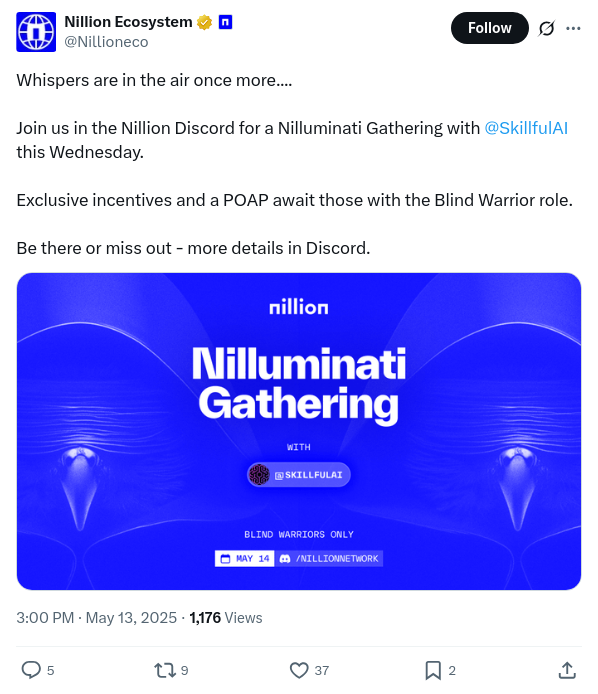 Nillion Ecosystem
@Nillioneco
Follow
Whispers are in the air once more....
Join us in the Nillion Discord for a Nilluminati Gathering with @SkillfulAI
this Wednesday.
Exclusive incentives and a POAP await those with the Blind Warrior role.
Be there or miss out - more details in Discord.
nillion
Nilluminati
Gathering
WITH
@SKILLFULAI
BLIND WARRIORS ONLY
MAY 14 /NILLIONNETWORK
3:00 PM · May 13, 2025 · 1,176 Views
5 9 37 2